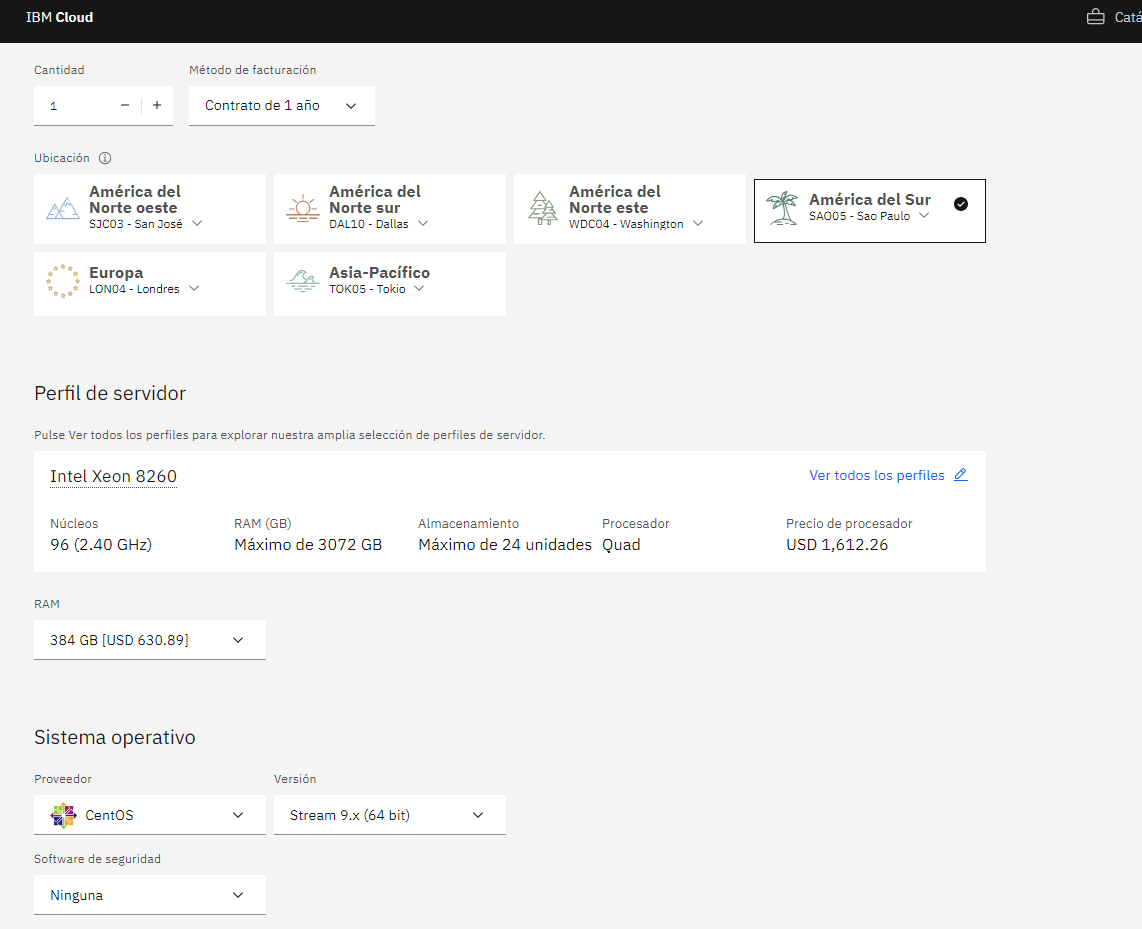 IBM Cloud
Cantidad Método de facturación
1 Contrato de 1 año
Ubicación
América del
Norte oeste
SJC03 - San José
América del
Norte sur
DAL10 - Dallas
América del
Norte este
WDC04 - Washington
América del Sur
SAO05 - Sao Paulo
Europa
LON04 - Londres
Asia-Pacífico
TOK05 - Tokio
Perfil de servidor
Pulse Ver todos los perfiles para explorar nuestra amplia selección de perfiles de servidor.
Intel Xeon 8260 Ver todos los perfiles
Núcleos RAM (GB) Almacenamiento Procesador Precio de procesador
96 (2.40 GHz) Máximo de 3072 GB Máximo de 24 unidades Quad USD 1,612.26
RAM
384 GB [USD 630.89]
Sistema operativo
Proveedor Versión
CentOS Stream 9.x (64 bit)
Software de seguridad
Ninguna